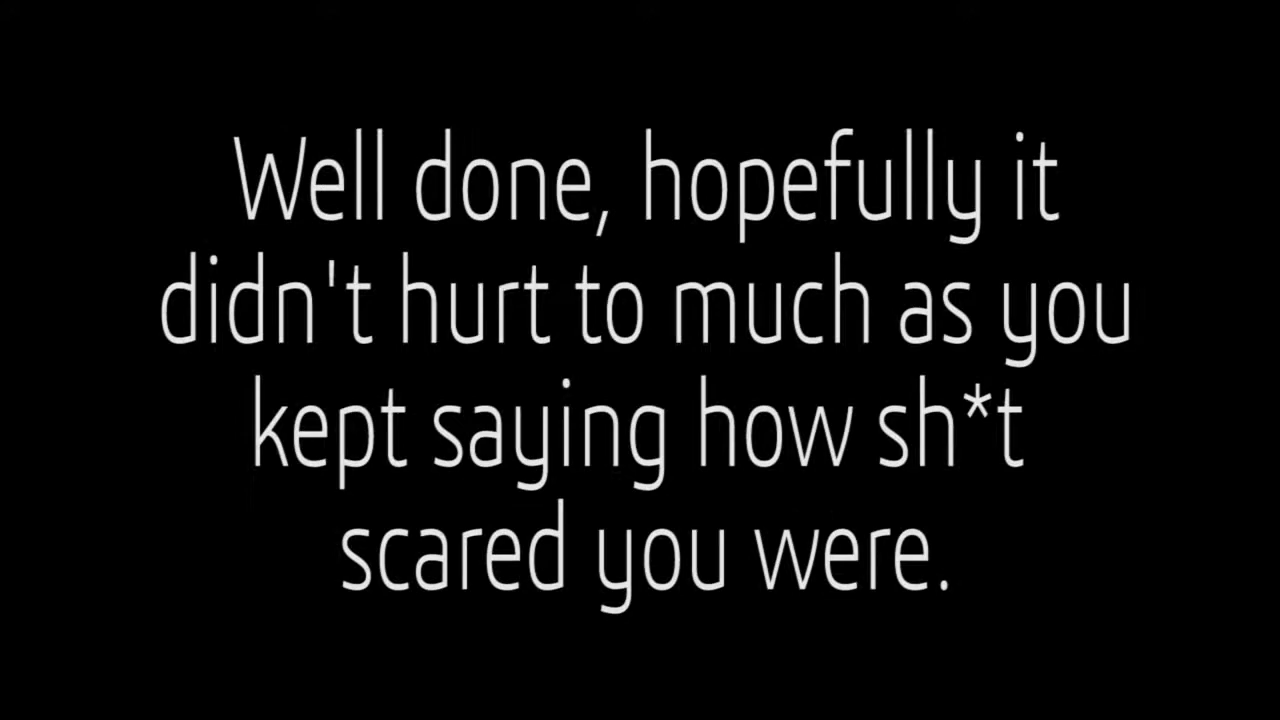 Well done, hopefully it
didn't hurt to much as you
kept saying how sh*t
scared you were.